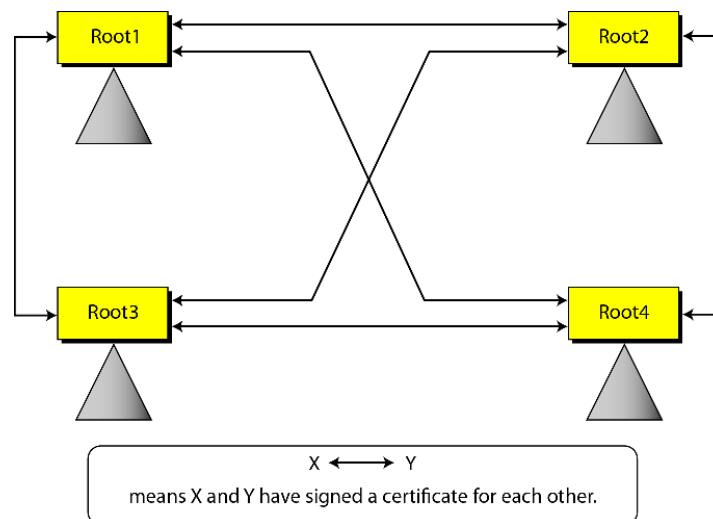 Root1
Root2
Root3
Root4
X Y
means X and Y have signed a certificate for each other.